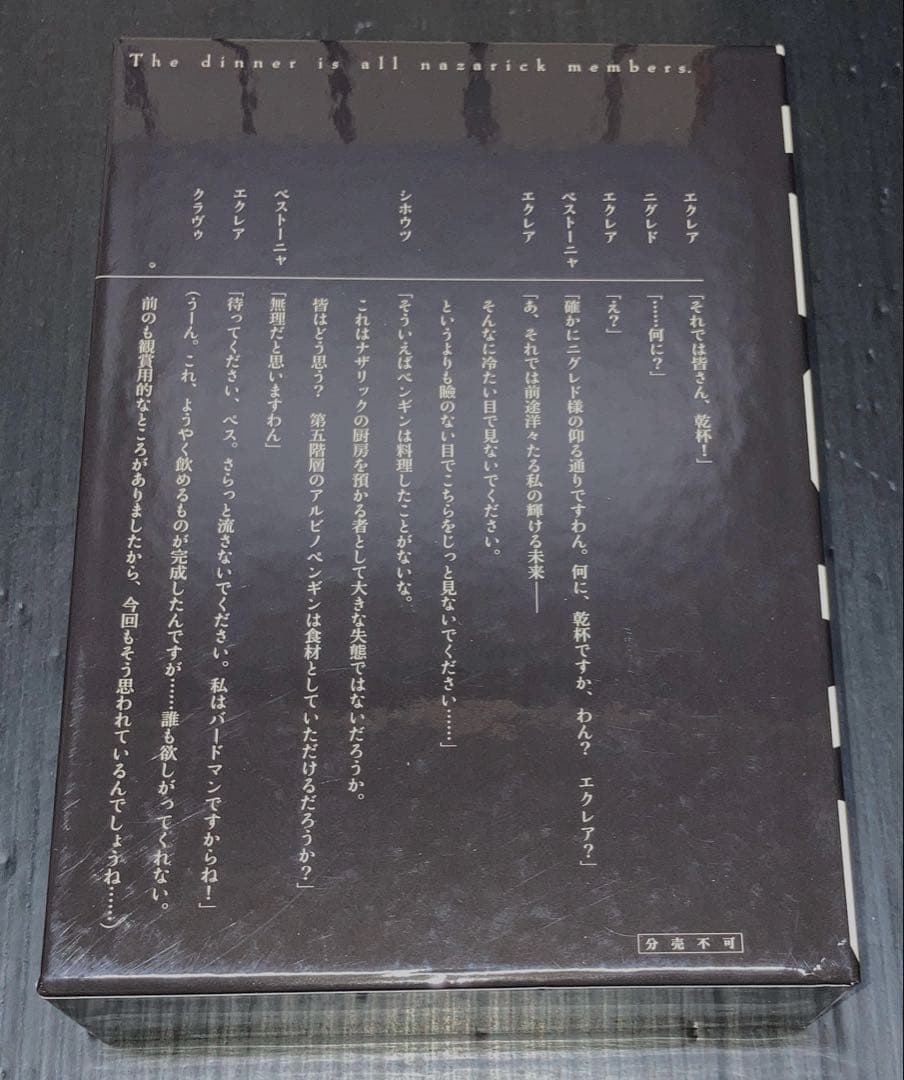 The dinner is all nazarick members.
エクレア 「それでは皆さん、乾杯！」
ニグレド 「……何に？」
エクレア 「え？」
ペストーニャ 「確かにニグレド様の仰る通りですわん。何に、乾杯ですか、わん？　エクレア？」
エクレア 「あ、それでは前途洋々たる私の輝ける未来――
そんなに冷たい目で見ないでください。
というよりも瞼のない目でこちらをじっと見ないでください……」
シホウツ 「そういえばペンギンは料理したことがないな。
これはナザリックの厨房を預かる者として大きな失態ではないだろうか。
皆はどう思う？　第五階層のアルビノペンギンは食材としていただけるだろうか？」
ペストーニャ 「無理だと思いますわん」
エクレア 「待ってください、ペス。さらっと流さないでください。私はバードマンですからね！」
クラヴゥ (うーん。これ、ようやく飲めるものが完成したんですが……誰も欲しがってくれない。
。 前のも観賞用的なところがありましたから、今回もそう思われているんでしょうね……)
分売不可